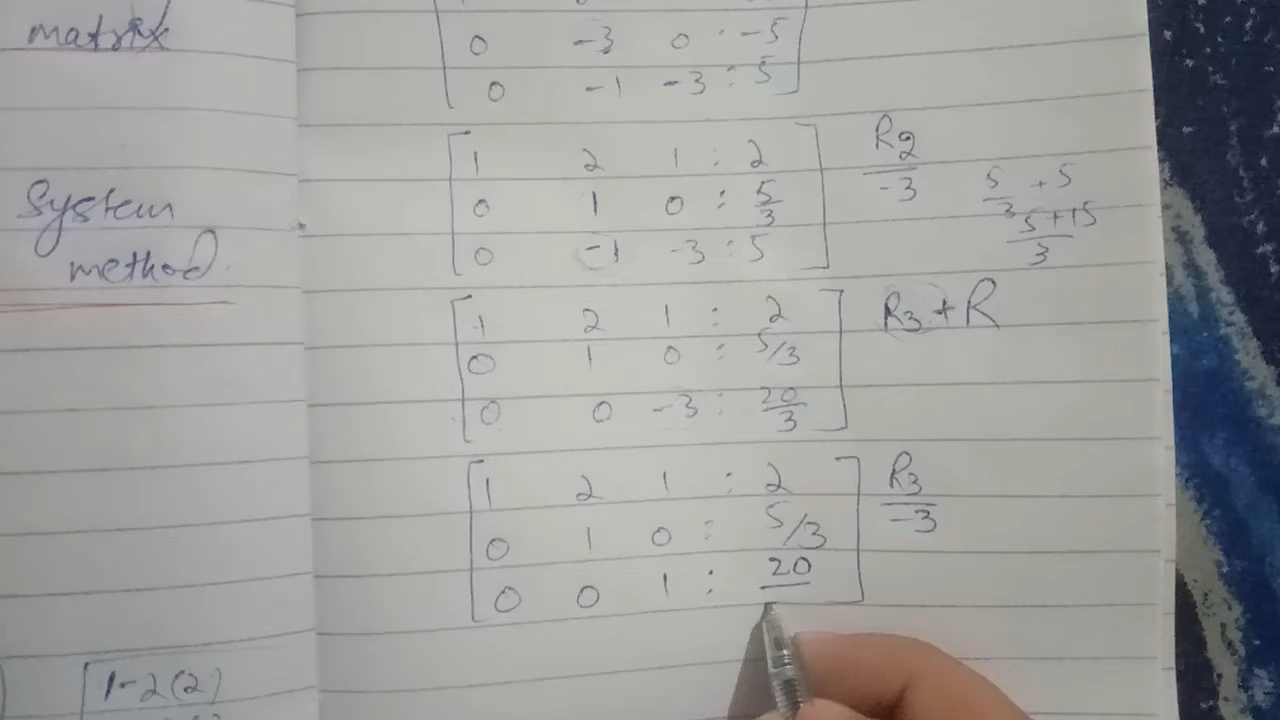 matrix
0 -3 0 : -5
0 -1 -3 : 5
System
method.
1 2 1 : 2
0 1 0 : 5/3
0 -1 -3 : 5
R2/-3
5/3 + 5
5+15/3
1 2 1 : 2
0 1 0 : 5/3
0 0 -3 : 20/3
R3 + R
1 2 1 : 2
0 1 0 : 5/3
0 0 1 : 20
R3/-3
1-2(2)